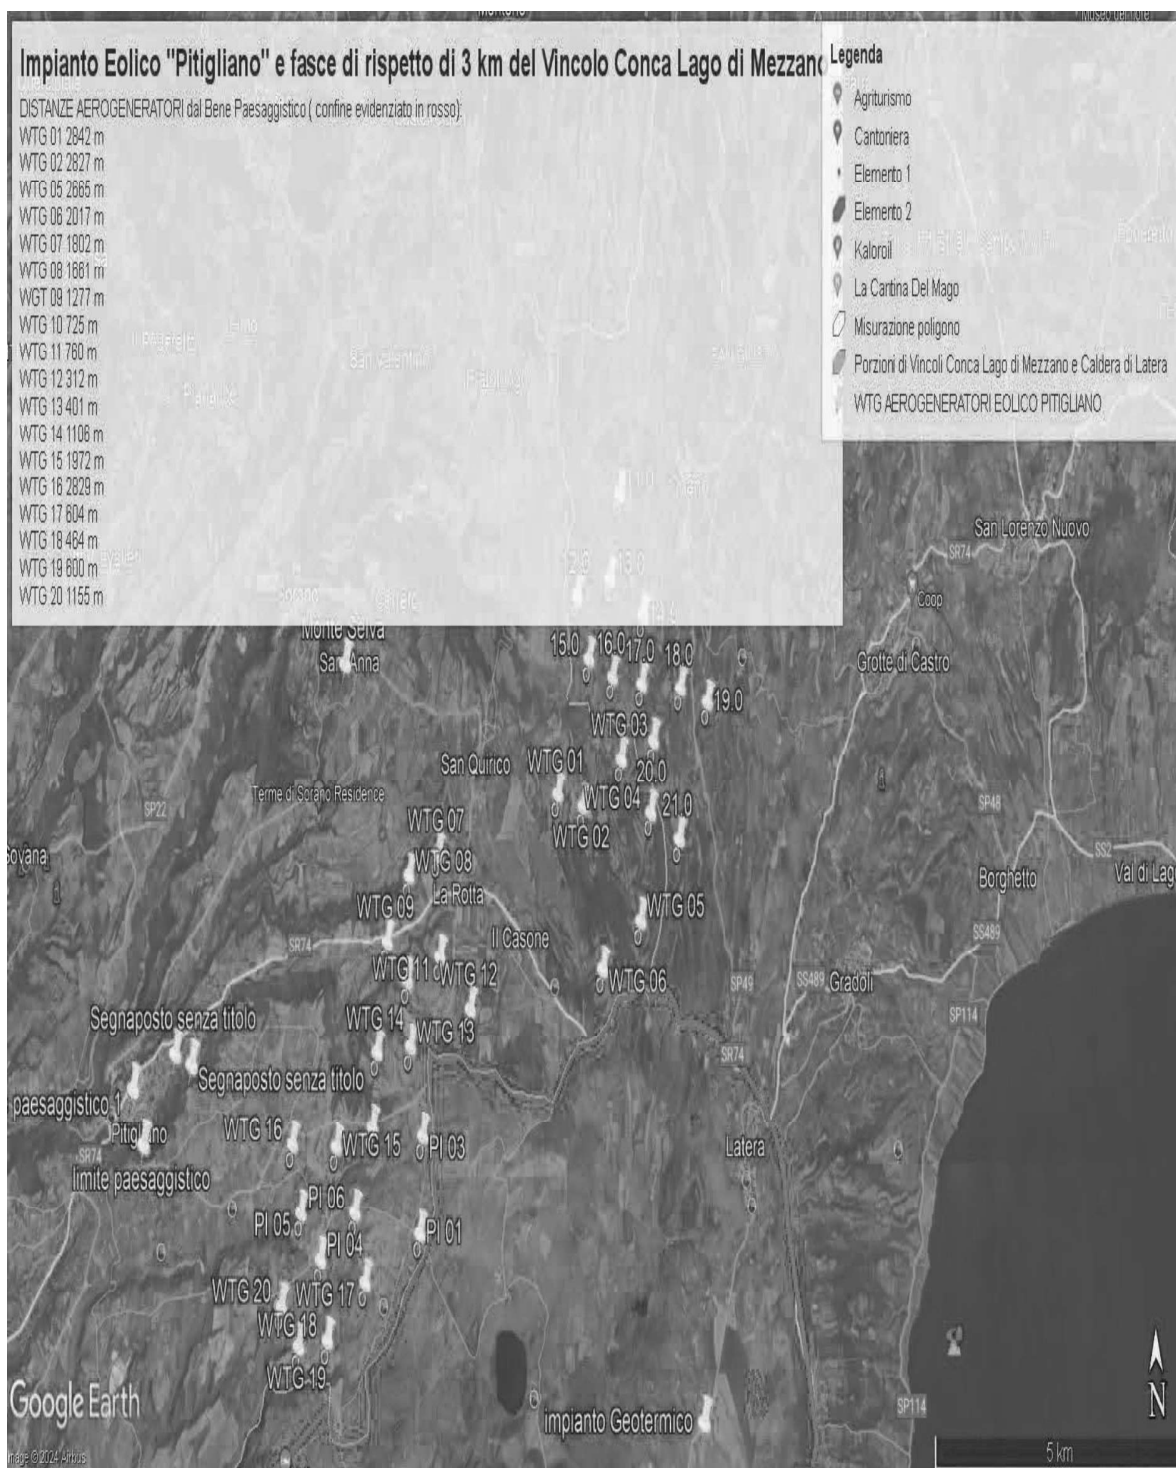 Impianto Eolico "Pitigliano" e fasce di rispetto di 3 km del Vincolo Conca Lago di Mezzano
DISTANZE AEROGENERATORI dal Bene Paesaggistico ( confine evidenziato in rosso):
WTG 01 2842 m
WTG 02 2827 m
WTG 05 2665 m
WTG 06 2017 m
WTG 07 1802 m
WTG 08 1661 m
WGT 09 1277 m
WTG 10 725 m
WTG 11 760 m
WTG 12 312 m
WTG 13 401 m
WTG 14 1106 m
WTG 15 1972 m
WTG 16 2829 m
WTG 17 604 m
WTG 18 464 m
WTG 19 600 m
WTG 20 1155 m
Legenda
Agriturismo
Cantoniera
Elemento 1
Elemento 2
Kaloroil
La Cantina Del Mago
Misurazione poligono
Porzioni di Vincoli Conca Lago di Mezzano e Caldera di Latera
WTG AEROGENERATORI EOLICO PITIGLIANO
San Valentino
San Lorenzo Nuovo
SR74
Coop
Grotte di Castro
Monte Selva
San Anna
15.0
16.0
17.0
18.0
19.0
WTG 03
San Quirico
WTG 01
20.0
Terme di Sorano Residence
WTG 04
21.0
SP22
SP48
WTG 02
WTG 07
Sovana
WTG 08
SS2
Borghetto
Val di Lag
La Rotta
WTG 09
WTG 05
Il Casone
SR74
SS489
WTG 11
WTG 12
WTG 06
SP49
SS489
Gradoli
SP114
Segnaposto senza titolo
WTG 14
WTG 13
SR74
Segnaposto senza titolo
paesaggistico 1
Pitigliano
WTG 16
WTG 15
PI 03
Latera
SR74
limite paesaggistico
PI 06
PI 05
PI 01
PI 04
WTG 20
WTG 17
WTG 18
WTG 19
Google Earth
impianto Geotermico
SP114
N
Image © 2024 Airbus
5 km